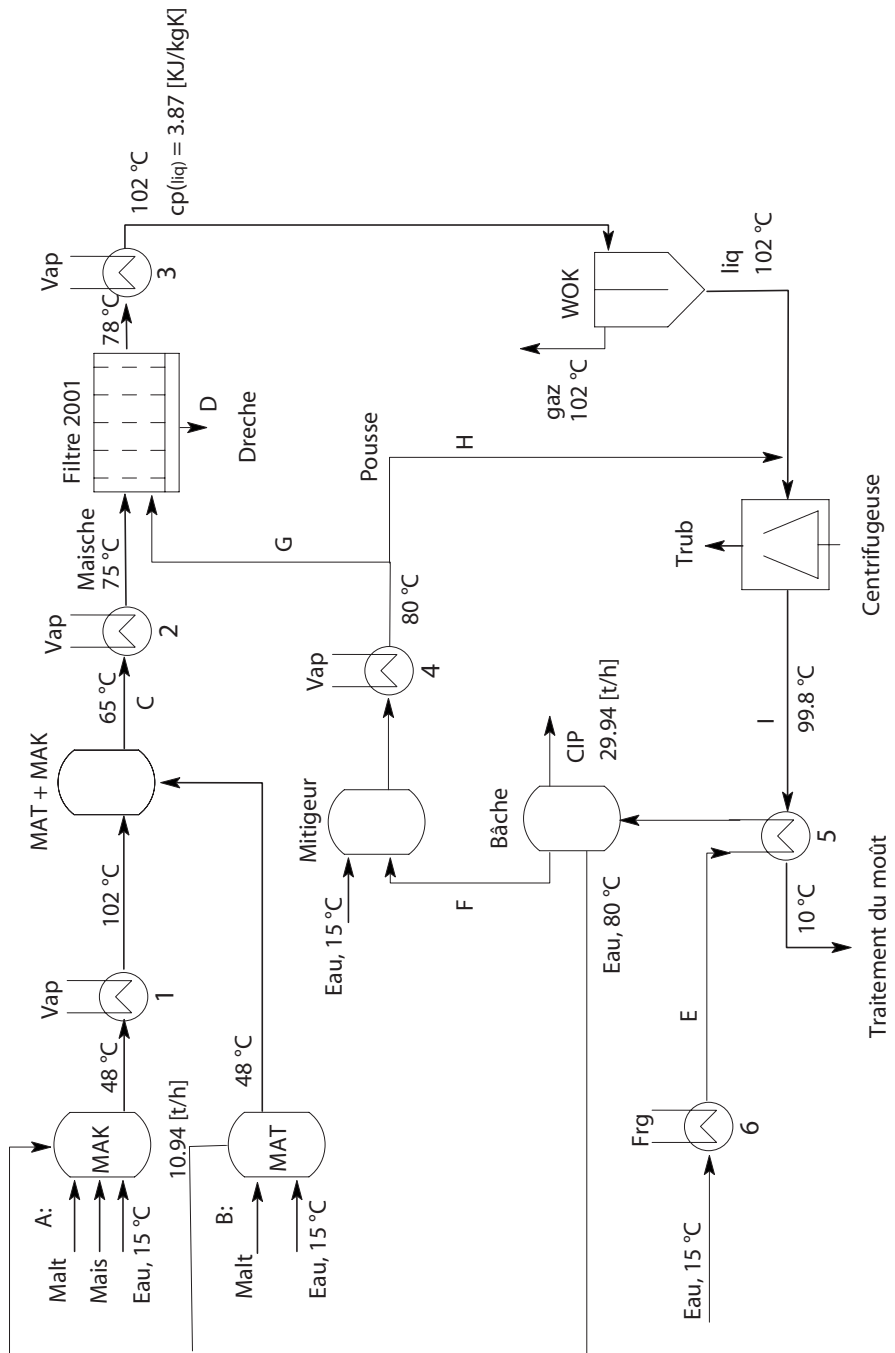 A:
Malt
Mais
Eau, 15 °C
MAK
10.94 [t/h]
48 °C
Vap
1
102 °C
MAT + MAK
65 °C
C
Vap
2
Maische
75 °C
Filtre 2001
D
Dreche
78 °C
Vap
3
102 °C
cp(liq) = 3.87 [KJ/kgK]
B:
Malt
Eau, 15 °C
MAT
48 °C
Eau, 15 °C
Mitigeur
Vap
4
80 °C
G
Pousse
H
F
Bâche
CIP
29.94 [t/h]
Eau, 80 °C
gaz
102 °C
WOK
liq
102 °C
Trub
Centrifugeuse
I
99.8 °C
5
10 °C
Traitement du moût
E
Frg
6
Eau, 15 °C